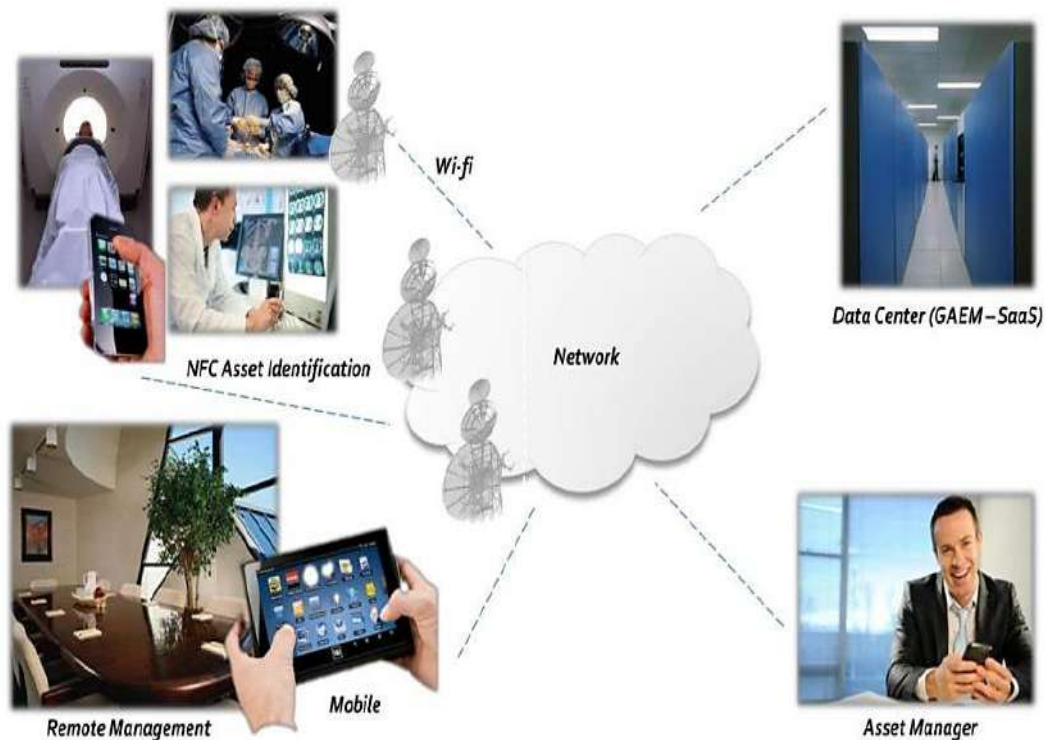 Wi-fi
Data Center (GAEM – SaaS)
Network
NFC Asset Identification
Mobile
Remote Management
Asset Manager